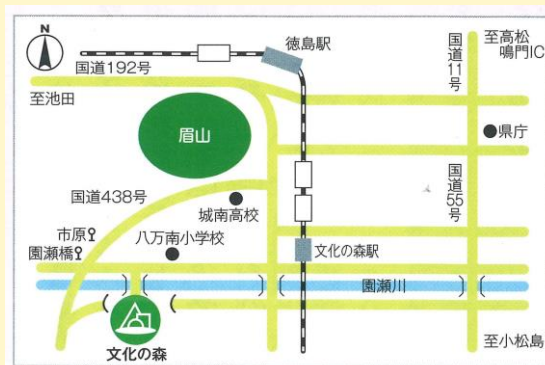 N
徳島駅
国道192号
至池田
国道11号
至高松
鳴門IC
県庁
眉山
国道438号
城南高校
国道55号
市原
園瀬橋
八万南小学校
文化の森駅
園瀬川
文化の森
至小松島